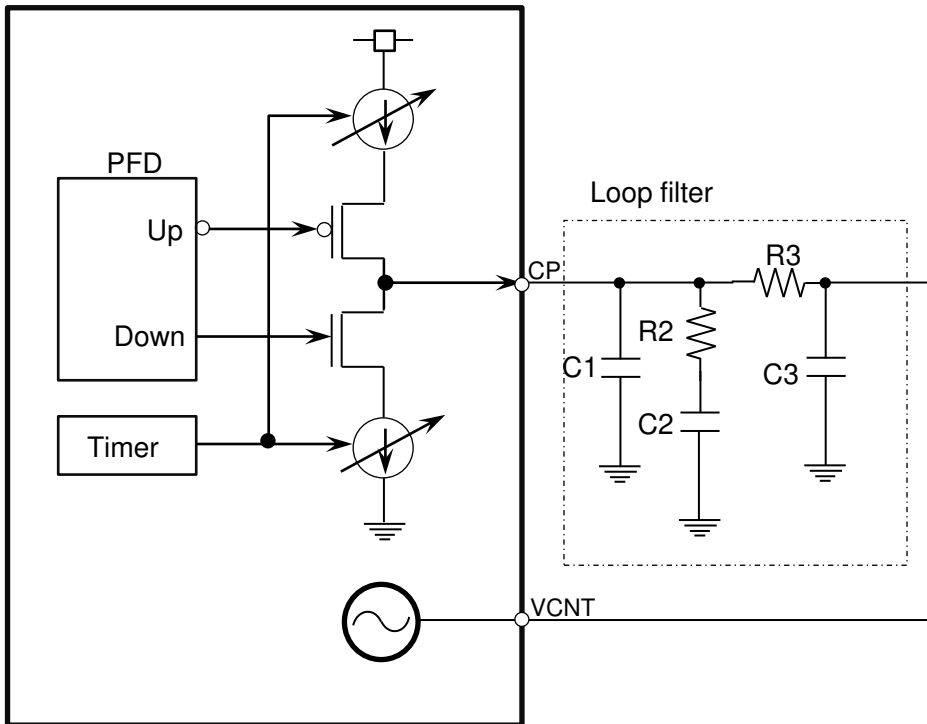 PFD
Up
Down
Timer
CP
VCNT
Loop filter
R3
R2
C1
C2
C3